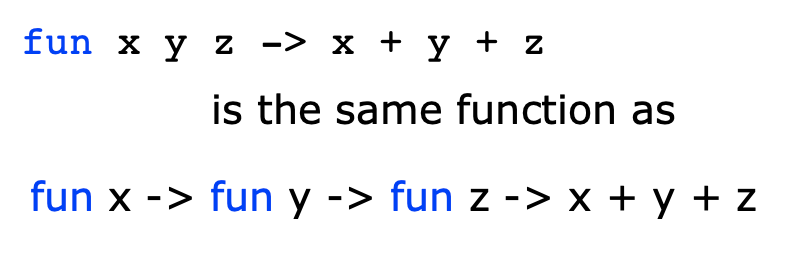 fun x y z -> x + y + z
is the same function as
fun x -> fun y -> fun z -> x + y + z